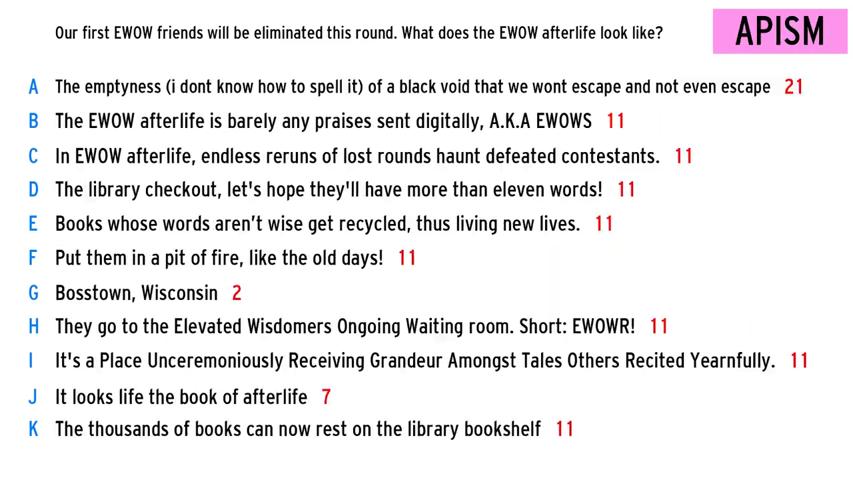 Our first EWOW friends will be eliminated this round. What does the EWOW afterlife look like?
APISM
A The emptyness (i dont know how to spell it) of a black void that we wont escape and not even escape 21
B The EWOW afterlife is barely any praises sent digitally, A.K.A EWOWS 11
C In EWOW afterlife, endless reruns of lost rounds haunt defeated contestants. 11
D The library checkout, let's hope they'll have more than eleven words! 11
E Books whose words aren't wise get recycled, thus living new lives. 11
F Put them in a pit of fire, like the old days! 11
G Bosstown, Wisconsin 2
H They go to the Elevated Wisdomers Ongoing Waiting room. Short: EWOWR! 11
I It's a Place Unceremoniously Receiving Grandeur Amongst Tales Others Recited Yearnfully. 11
J It looks life the book of afterlife 7
K The thousands of books can now rest on the library bookshelf 11